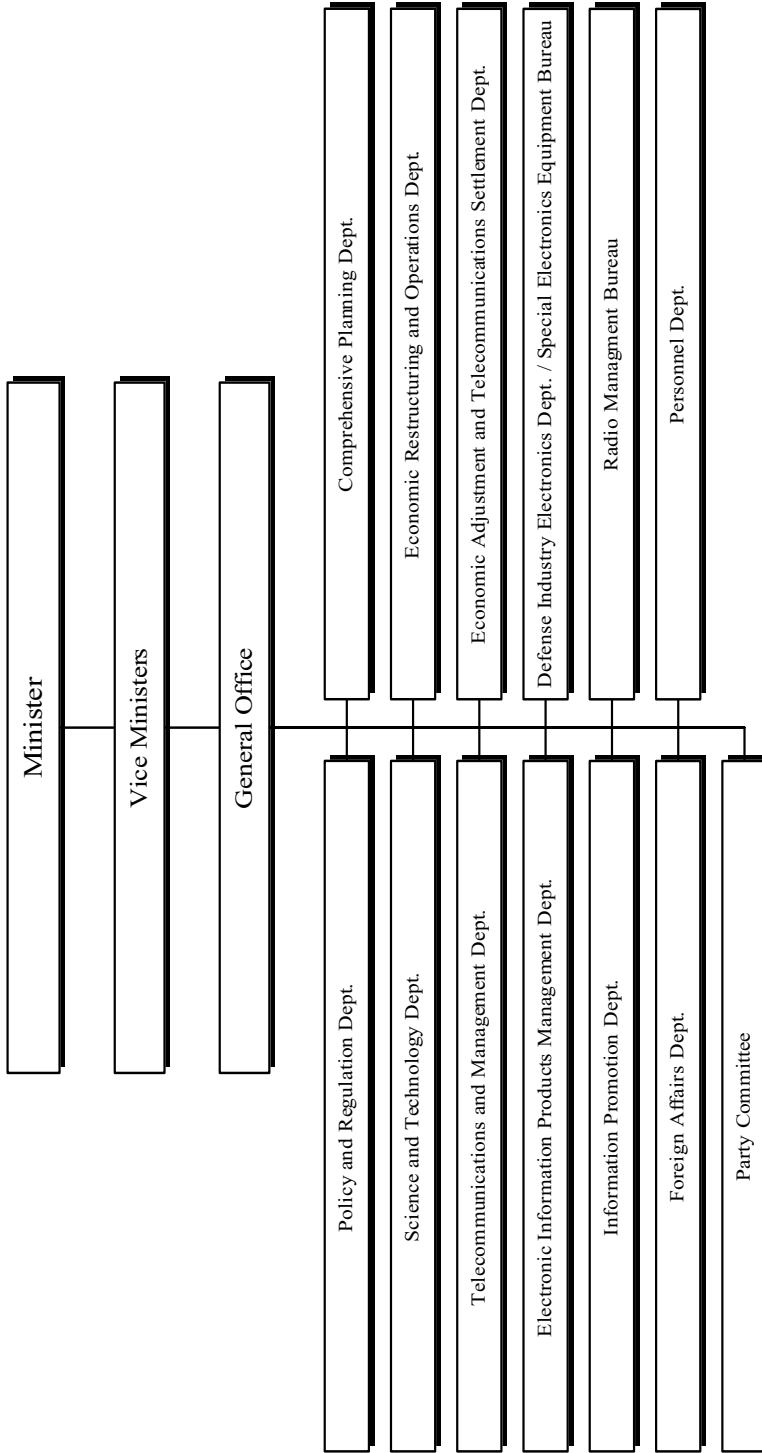 Minister
Vice Ministers
General Office
Policy and Regulation Dept.
Comprehensive Planning Dept.
Science and Technology Dept.
Economic Restructuring and Operations Dept.
Telecommunications and Management Dept.
Economic Adjustment and Telecommunications Settlement Dept.
Electronic Information Products Management Dept.
Defense Industry Electronics Dept. / Special Electronics Equipment Bureau
Information Promotion Dept.
Radio Managment Bureau
Foreign Affairs Dept.
Personnel Dept.
Party Committee